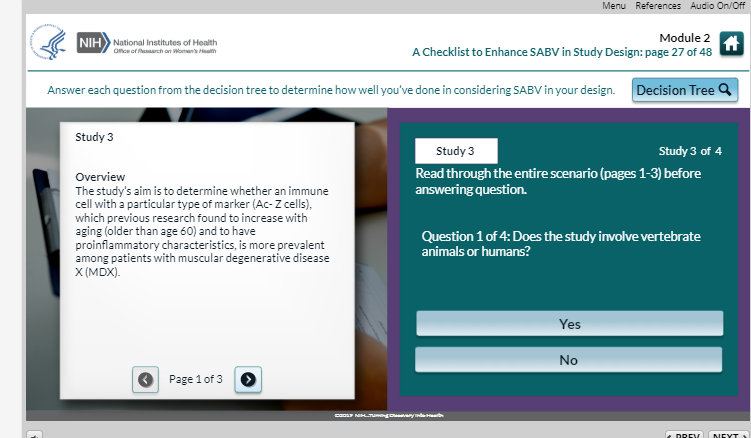 Menu References Audio On/Off
NIH National Institutes of Health
Office of Research on Women's Health
Module 2
A Checklist to Enhance SABV in Study Design: page 27 of 48
Answer each question from the decision tree to determine how well you've done in considering SABV in your design.
Decision Tree
Study 3
Overview
The study's aim is to determine whether an immune
cell with a particular type of marker (Ac- Z cells),
which previous research found to increase with
aging (older than age 60) and to have
proinflammatory characteristics, is more prevalent
among patients with muscular degenerative disease
X (MDX).
Page 1 of 3
Study 3
Study 3 of 4
Read through the entire scenario (pages 1-3) before
answering question.
Question 1 of 4: Does the study involve vertebrate
animals or humans?
Yes
No
©2019 NIH...Turning Discovery Into Health
PREV NEXT